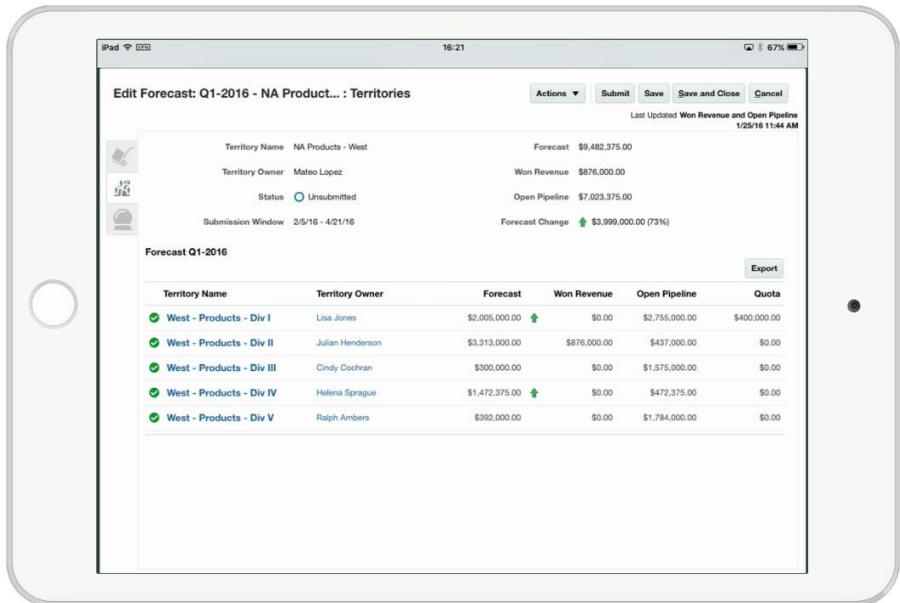 iPad VPN 16:21 67%
Edit Forecast: Q1-2016 - NA Product... : Territories Actions ▼ Submit Save Save and Close Cancel
Last Updated Won Revenue and Open Pipeline
1/25/16 11:44 AM
Territory Name NA Products - West Forecast $9,482,375.00
Territory Owner Mateo Lopez Won Revenue $876,000.00
Status Unsubmitted Open Pipeline $7,023,375.00
Submission Window 2/5/16 - 4/21/16 Forecast Change $3,999,000.00 (73%)
Forecast Q1-2016
Export
Territory Name Territory Owner Forecast Won Revenue Open Pipeline Quota
West - Products - Div I Lisa Jones $2,005,000.00 $0.00 $2,755,000.00 $400,000.00
West - Products - Div II Julian Henderson $3,313,000.00 $876,000.00 $437,000.00 $0.00
West - Products - Div III Cindy Cochran $300,000.00 $0.00 $1,575,000.00 $0.00
West - Products - Div IV Helena Sprague $1,472,375.00 $0.00 $472,375.00 $0.00
West - Products - Div V Ralph Ambers $392,000.00 $0.00 $1,784,000.00 $0.00